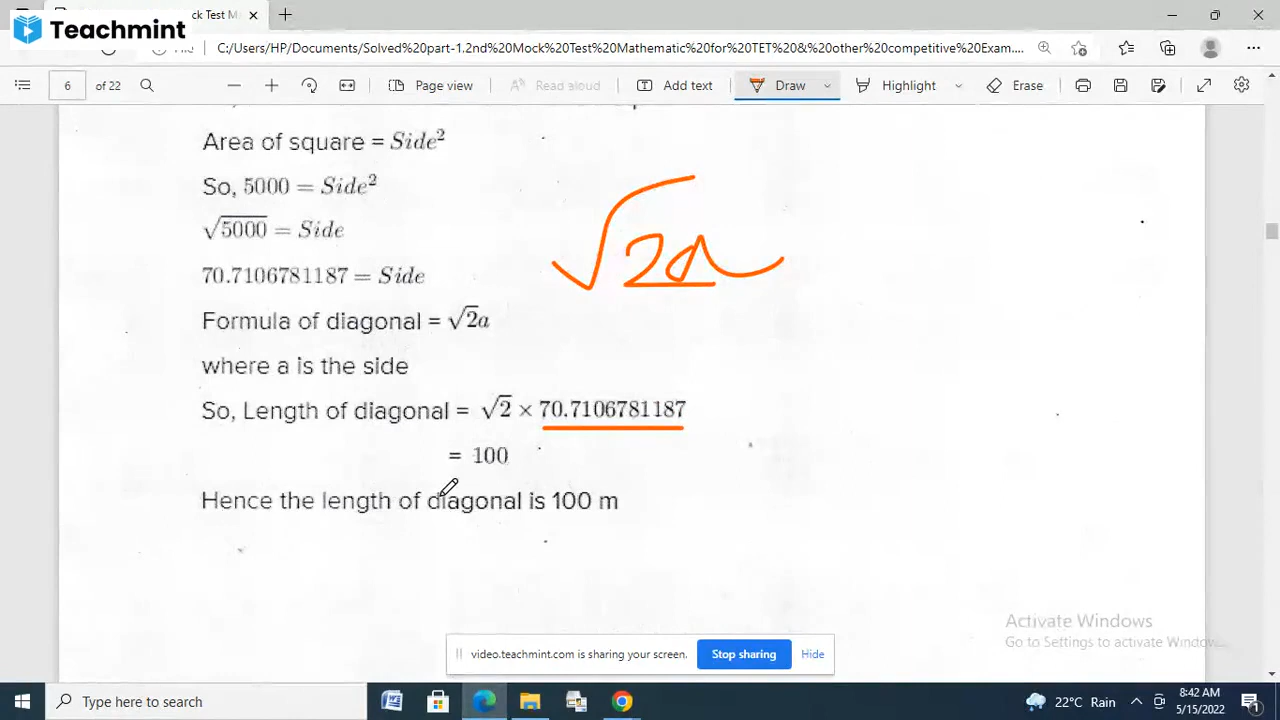 Teachmint
ck Test M
C:/Users/HP/Documents/Solved%20part-1.2nd%20Mock%20Test%20Mathematic%20for%20TET%20&%20other%20competitive%20Exam....
6 of 22 Page view Read aloud Add text Draw Highlight Erase
Area of square = Side²
So, 5000 = Side²
√5000 = Side
70.7106781187 = Side
√2a
Formula of diagonal = √2a
where a is the side
So, Length of diagonal = √2 × 70.7106781187
= 100
Hence the length of diagonal is 100 m
Activate Windows
Go to Settings to activate Window
video.teachmint.com is sharing your screen. Stop sharing Hide
Type here to search
22°C Rain
8:42 AM
5/15/2022
1